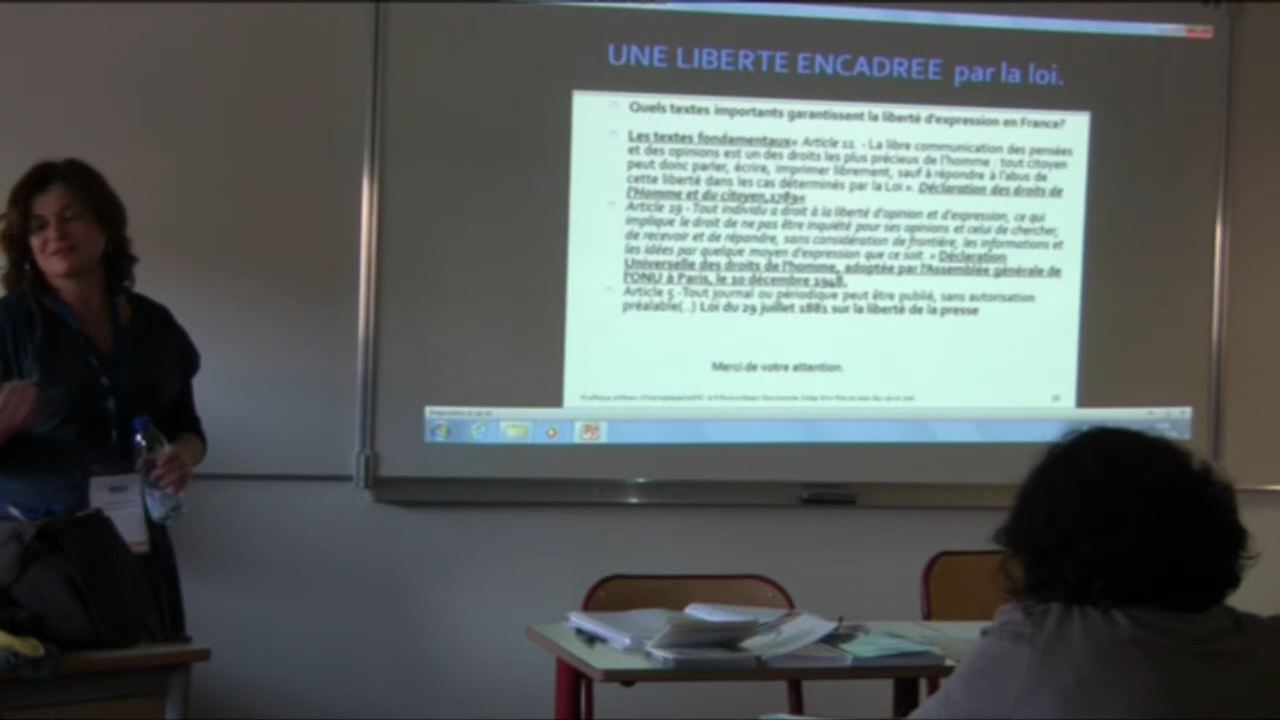 UNE LIBERTE ENCADREE par la loi.
Quels textes importants garantissent la liberté d'expression en France?
Les textes fondamentaux« Article 11. - La libre communication des pensées
et des opinions est un des droits les plus précieux de l'homme : tout citoyen
peut donc parler, écrire, imprimer librement, sauf à répondre à l'abus de
cette liberté dans les cas déterminés par la Loi ». Déclaration des droits de
l'Homme et du citoyen,1789«
Article 19 - Tout individu a droit à la liberté d'opinion et d'expression, ce qui
implique le droit de ne pas être inquiété pour ses opinions et celui de chercher,
de recevoir et de répandre, sans considération de frontière, les informations et
les idées par quelque moyen d'expression que ce soit. » Déclaration
Universelle des droits de l'homme, adoptée par l'Assemblée générale de
l'ONU à Paris, le 10 décembre 1948.
Article 5 -Tout journal ou périodique peut être publié, sans autorisation
préalable(...) Loi du 29 juillet 1881 sur la liberté de la presse
Merci de votre attention.